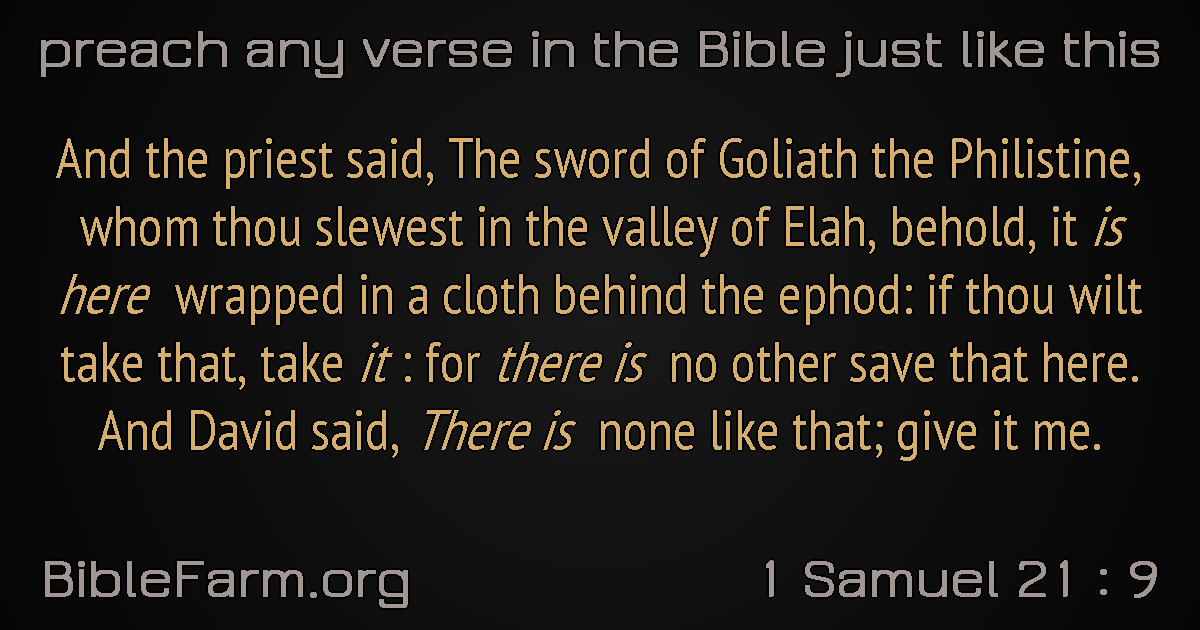 preach any verse in the Bible just like this
And the priest said, The sword of Goliath the Philistine,
whom thou slewest in the valley of Elah, behold, it is
here wrapped in a cloth behind the ephod: if thou wilt
take that, take it : for there is no other save that here.
And David said, There is none like that; give it me.
BibleFarm.org
1 Samuel 21 : 9